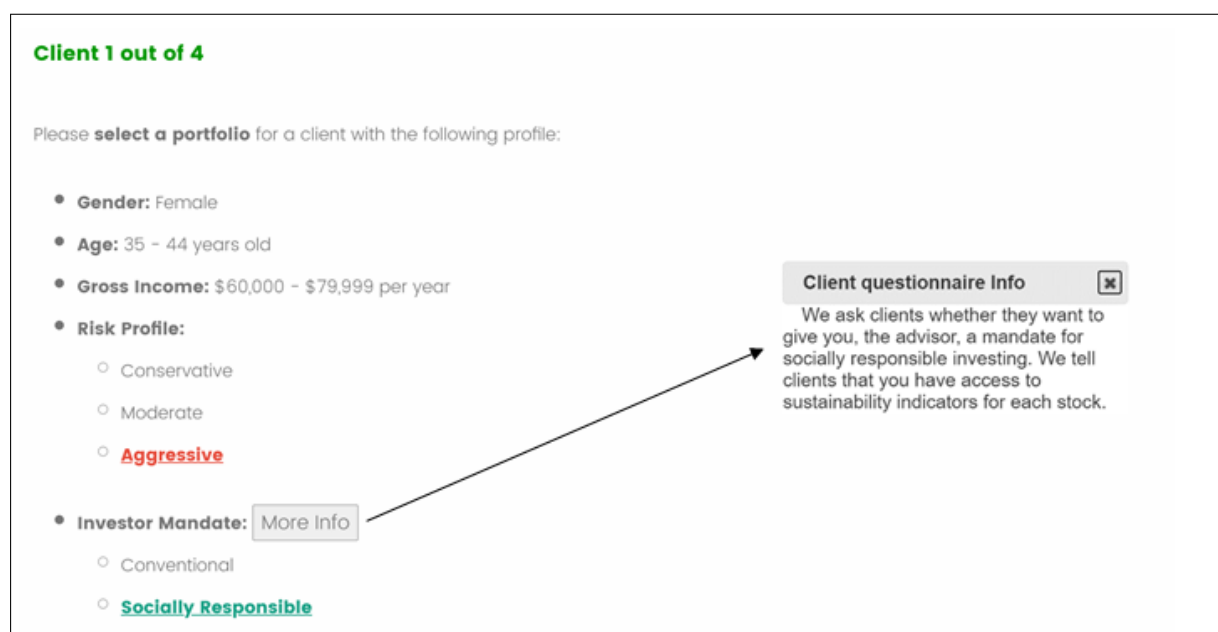 Client 1 out of 4
Please select a portfolio for a client with the following profile:
Gender: Female
Age: 35 - 44 years old
Gross Income: $60,000 - $79,999 per year
Risk Profile:
Conservative
Moderate
Aggressive
Investor Mandate: More Info
Conventional
Socially Responsible
Client questionnaire Info
We ask clients whether they want to
give you, the advisor, a mandate for
socially responsible investing. We tell
clients that you have access to
sustainability indicators for each stock.